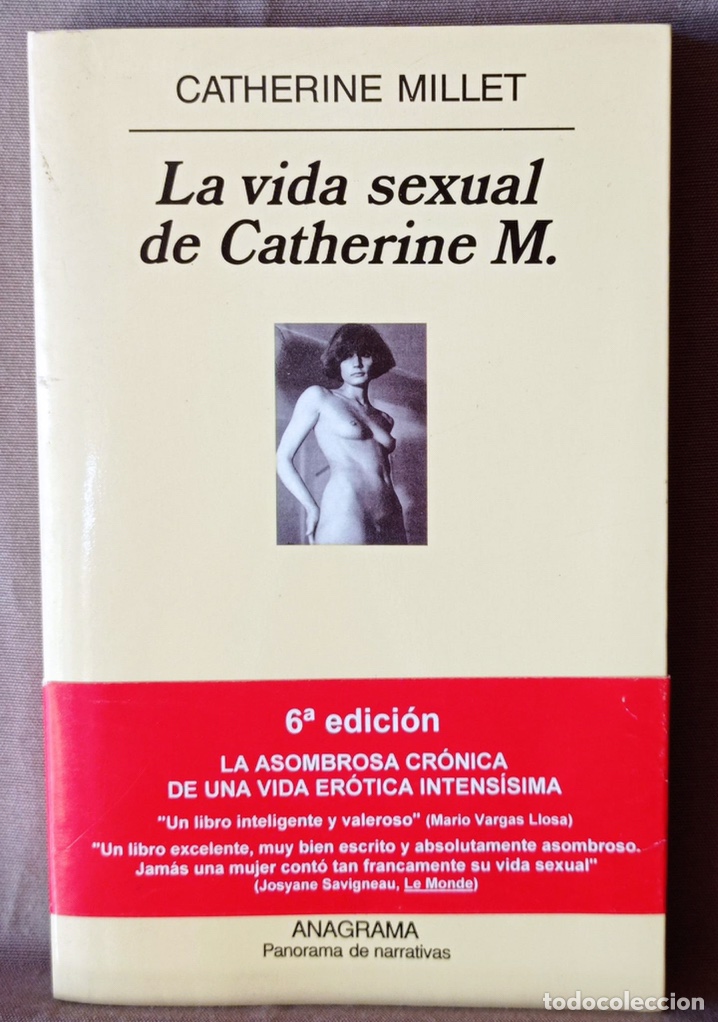 CATHERINE MILLET
La vida sexual
de Catherine M.
6ª edición
LA ASOMBROSA CRÓNICA
DE UNA VIDA ERÓTICA INTENSÍSIMA
"Un libro inteligente y valeroso" (Mario Vargas Llosa)
"Un libro excelente, muy bien escrito y absolutamente asombroso.
Jamás una mujer contó tan francamente su vida sexual"
(Josyane Savigneau, Le Monde)
ANAGRAMA
Panorama de narrativas
todocoleccion